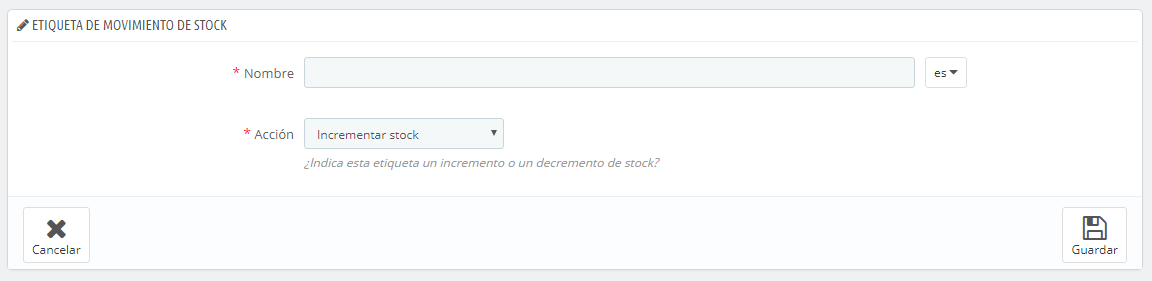 ETIQUETA DE MOVIMIENTO DE STOCK
* Nombre
es
* Acción
Incrementar stock
¿Indica esta etiqueta un incremento o un decremento de stock?
Cancelar
Guardar